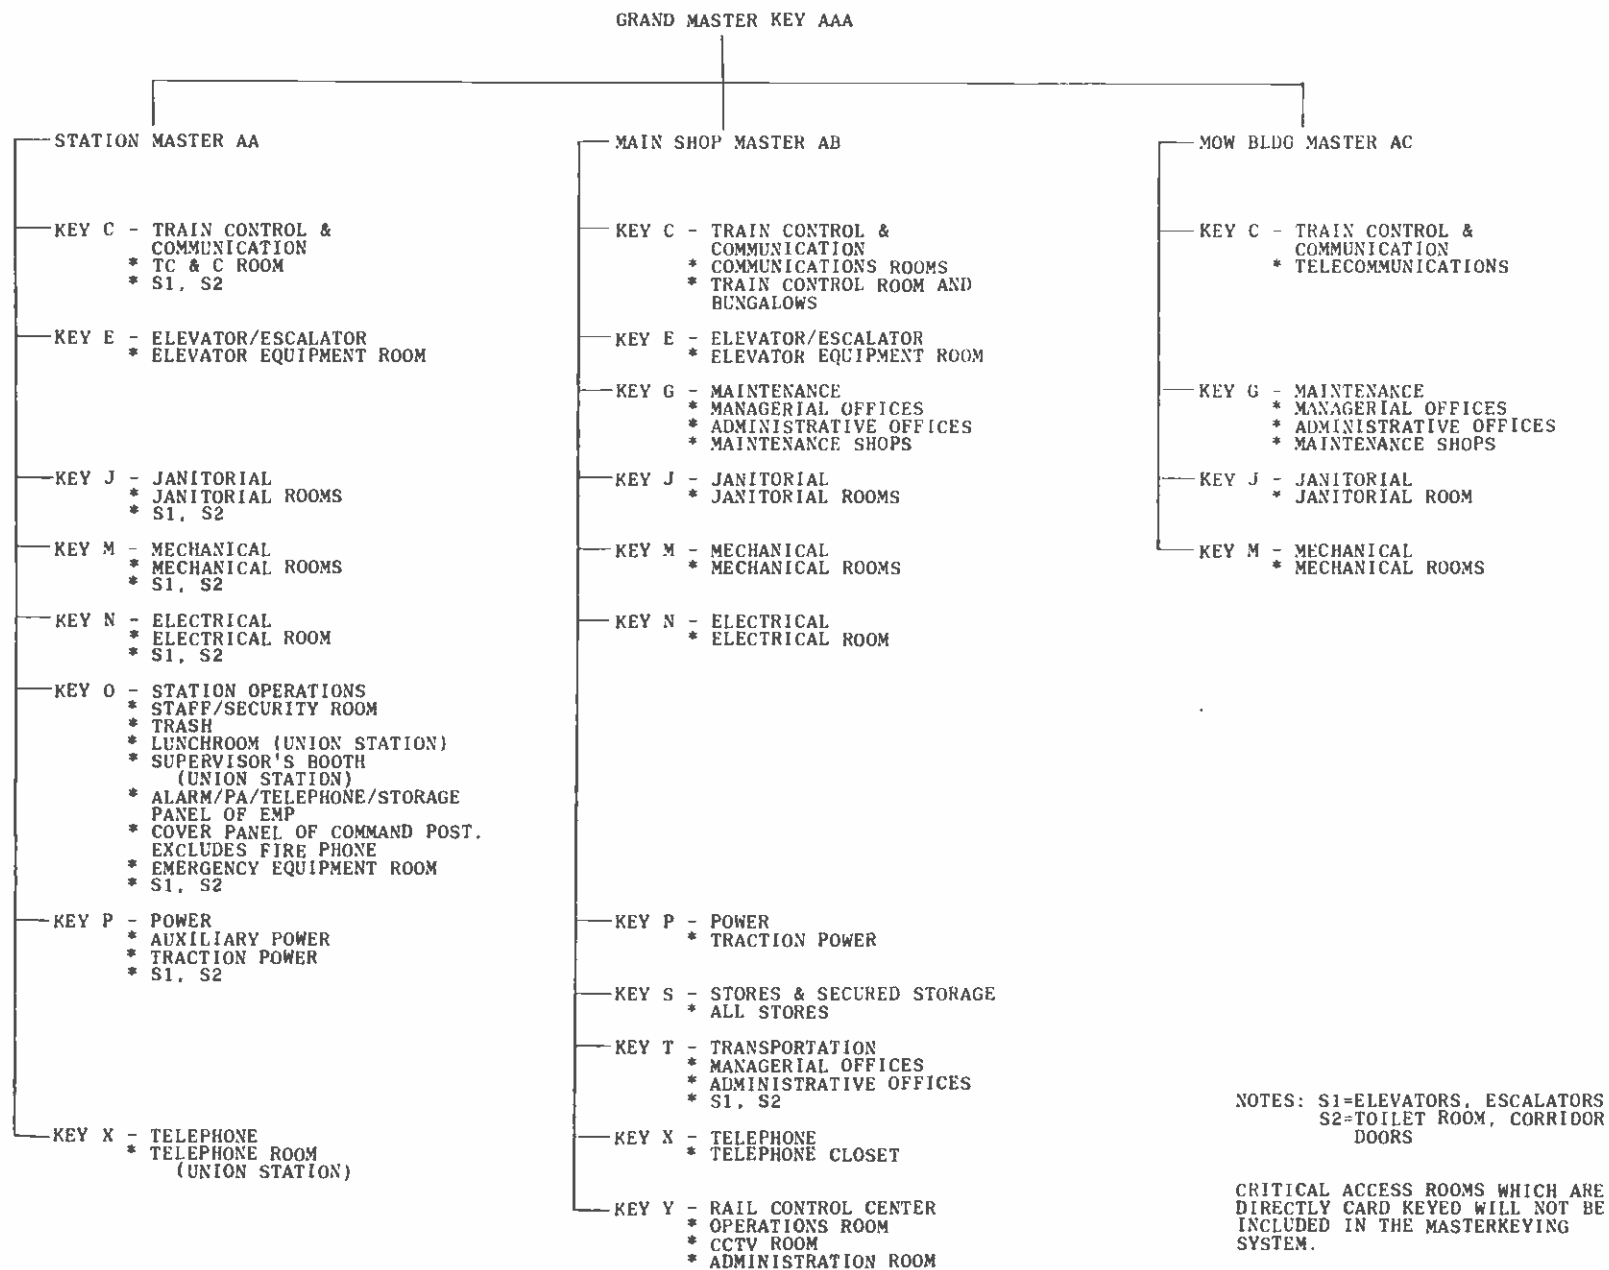 GRAND MASTER KEY AAA
STATION MASTER AA
KEY C - TRAIN CONTROL &
COMMUNICATION
* TC & C ROOM
* S1, S2
KEY E - ELEVATOR/ESCALATOR
* ELEVATOR EQUIPMENT ROOM
KEY J - JANITORIAL
* JANITORIAL ROOMS
* S1, S2
KEY M - MECHANICAL
* MECHANICAL ROOMS
* S1, S2
KEY N - ELECTRICAL
* ELECTRICAL ROOM
* S1, S2
KEY O - STATION OPERATIONS
* STAFF/SECURITY ROOM
* TRASH
* LUNCHROOM (UNION STATION)
* SUPERVISOR'S BOOTH
(UNION STATION)
* ALARM/PA/TELEPHONE/STORAGE
PANEL OF EMP
* COVER PANEL OF COMMAND POST.
EXCLUDES FIRE PHONE
* EMERGENCY EQUIPMENT ROOM
* S1, S2
KEY P - POWER
* AUXILIARY POWER
* TRACTION POWER
* S1, S2
KEY X - TELEPHONE
* TELEPHONE ROOM
(UNION STATION)
MAIN SHOP MASTER AB
KEY C - TRAIN CONTROL &
COMMUNICATION
* COMMUNICATIONS ROOMS
* TRAIN CONTROL ROOM AND
BUNGALOWS
KEY E - ELEVATOR/ESCALATOR
* ELEVATOR EQUIPMENT ROOM
KEY G - MAINTENANCE
* MANAGERIAL OFFICES
* ADMINISTRATIVE OFFICES
* MAINTENANCE SHOPS
KEY J - JANITORIAL
* JANITORIAL ROOMS
KEY M - MECHANICAL
* MECHANICAL ROOMS
KEY N - ELECTRICAL
* ELECTRICAL ROOM
KEY P - POWER
* TRACTION POWER
KEY S - STORES & SECURED STORAGE
* ALL STORES
KEY T - TRANSPORTATION
* MANAGERIAL OFFICES
* ADMINISTRATIVE OFFICES
* S1, S2
KEY X - TELEPHONE
* TELEPHONE CLOSET
KEY Y - RAIL CONTROL CENTER
* OPERATIONS ROOM
* CCTV ROOM
* ADMINISTRATION ROOM
MOW BLDG MASTER AC
KEY C - TRAIN CONTROL &
COMMUNICATION
* TELECOMMUNICATIONS
KEY G - MAINTENANCE
* MANAGERIAL OFFICES
* ADMINISTRATIVE OFFICES
* MAINTENANCE SHOPS
KEY J - JANITORIAL
* JANITORIAL ROOM
KEY M - MECHANICAL
* MECHANICAL ROOMS
NOTES: S1=ELEVATORS, ESCALATORS
S2=TOILET ROOM, CORRIDOR
DOORS
CRITICAL ACCESS ROOMS WHICH ARE
DIRECTLY CARD KEYED WILL NOT BE
INCLUDED IN THE MASTERKEYING
SYSTEM.